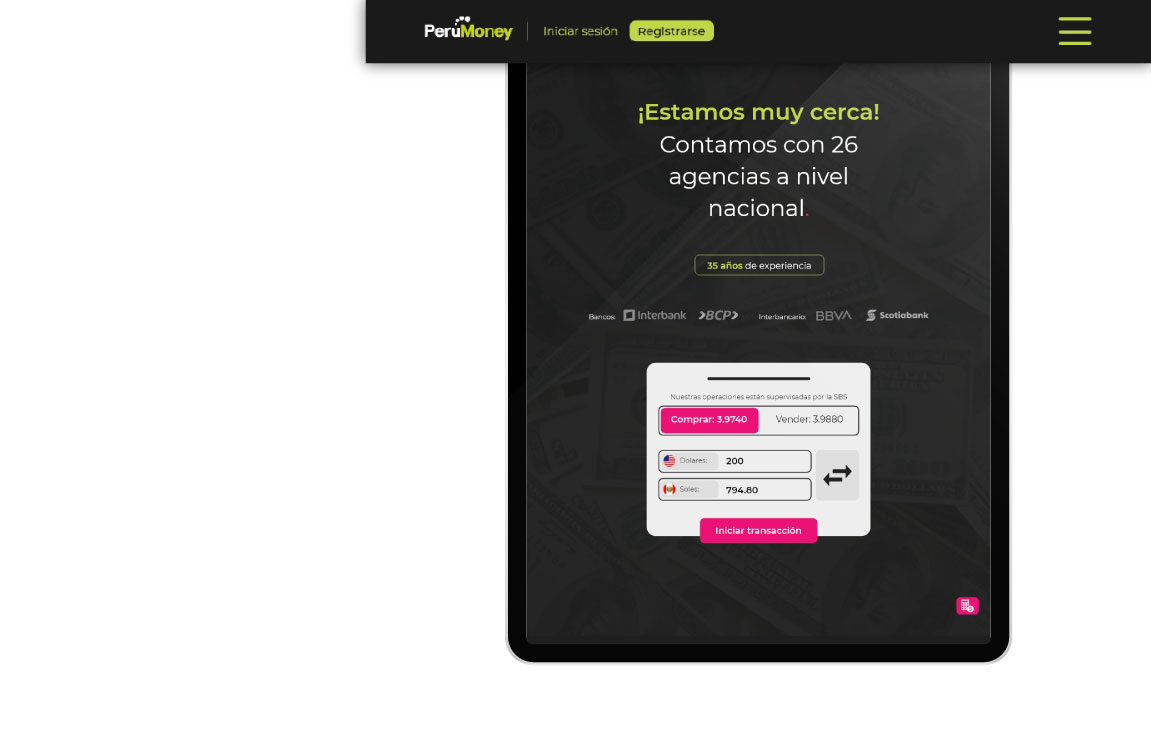 PerúMoney
Iniciar sesión
Registrarse
¡Estamos muy cerca!
Contamos con 26
agencias a nivel
nacional.
35 años de experiencia
Bancos: Interbank BCP Interbancario: BBVA Scotiabank
Nuestras operaciones están supervisadas por la SBS
Comprar: 3.9740 Vender: 3.9880
Dolares: 200
Soles: 794.80
Iniciar transacción